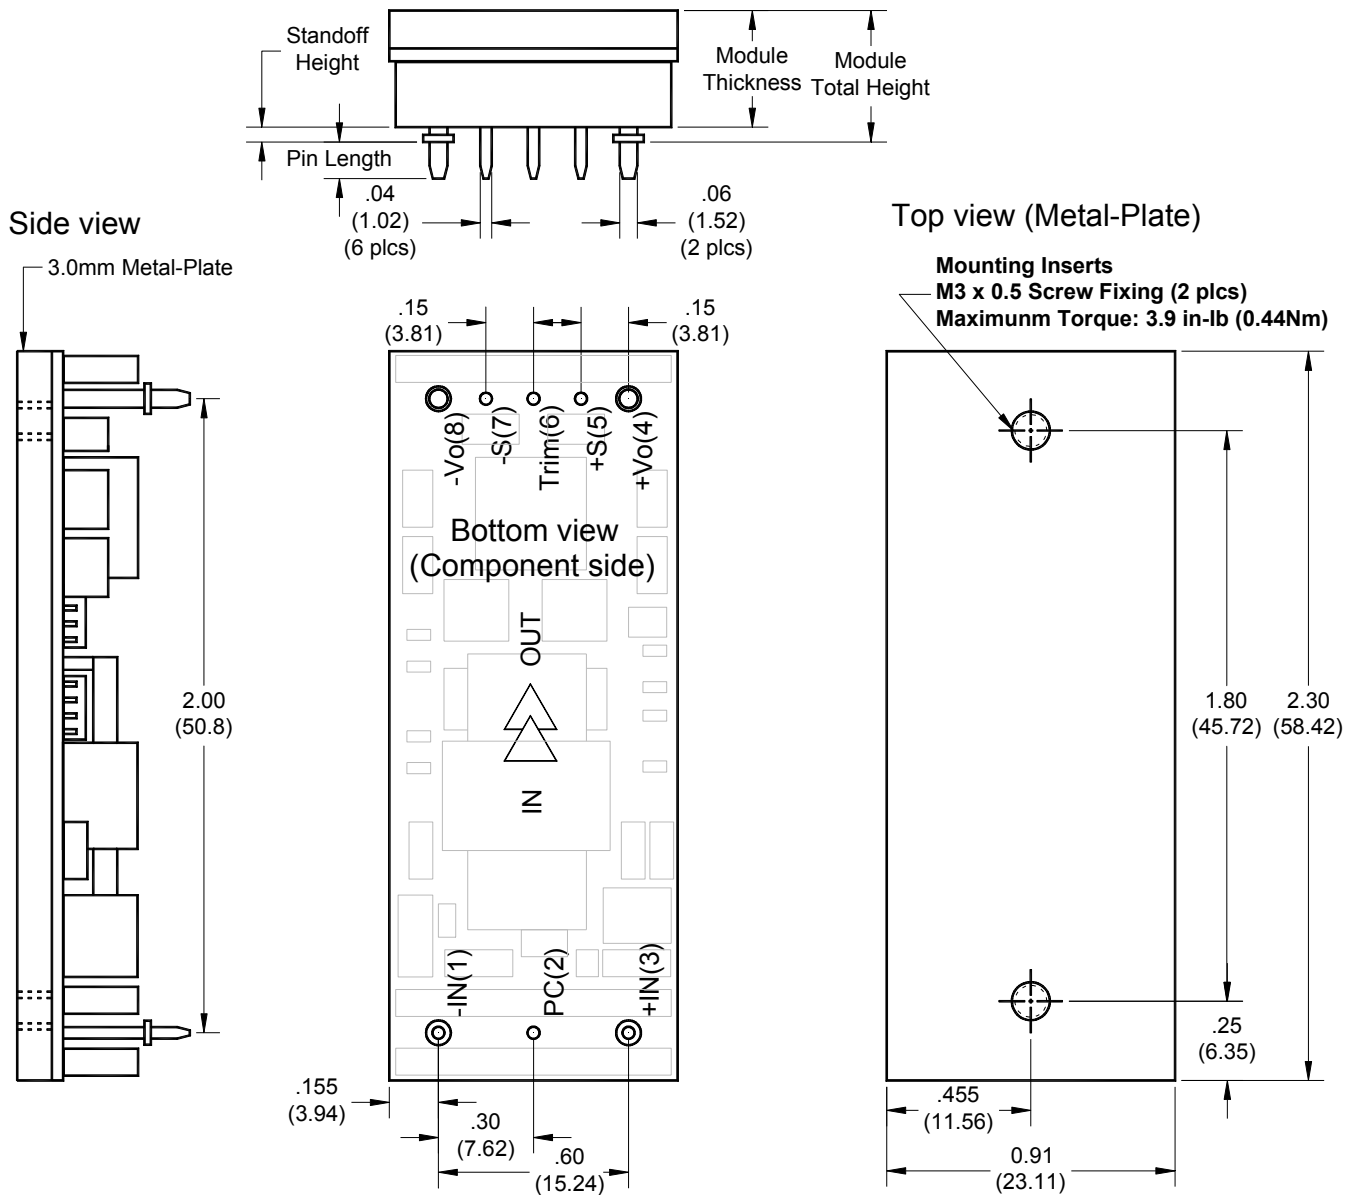 Standoff
Height
Module
Thickness
Module
Total Height
Pin Length
.04
(1.02)
(6 plcs)
.06
(1.52)
(2 plcs)
Side view
3.0mm Metal-Plate
Top view (Metal-Plate)
Mounting Inserts
M3 x 0.5 Screw Fixing (2 plcs)
Maximunm Torque: 3.9 in-lb (0.44Nm)
.15
(3.81)
.15
(3.81)
-Vo(8)
-S(7)
Trim(6)
+S(5)
+Vo(4)
Bottom view
(Component side)
OUT
IN
2.00
(50.8)
1.80
(45.72)
2.30
(58.42)
-IN(1)
PC(2)
+IN(3)
.25
(6.35)
.155
(3.94)
.30
(7.62)
.60
(15.24)
.455
(11.56)
0.91
(23.11)